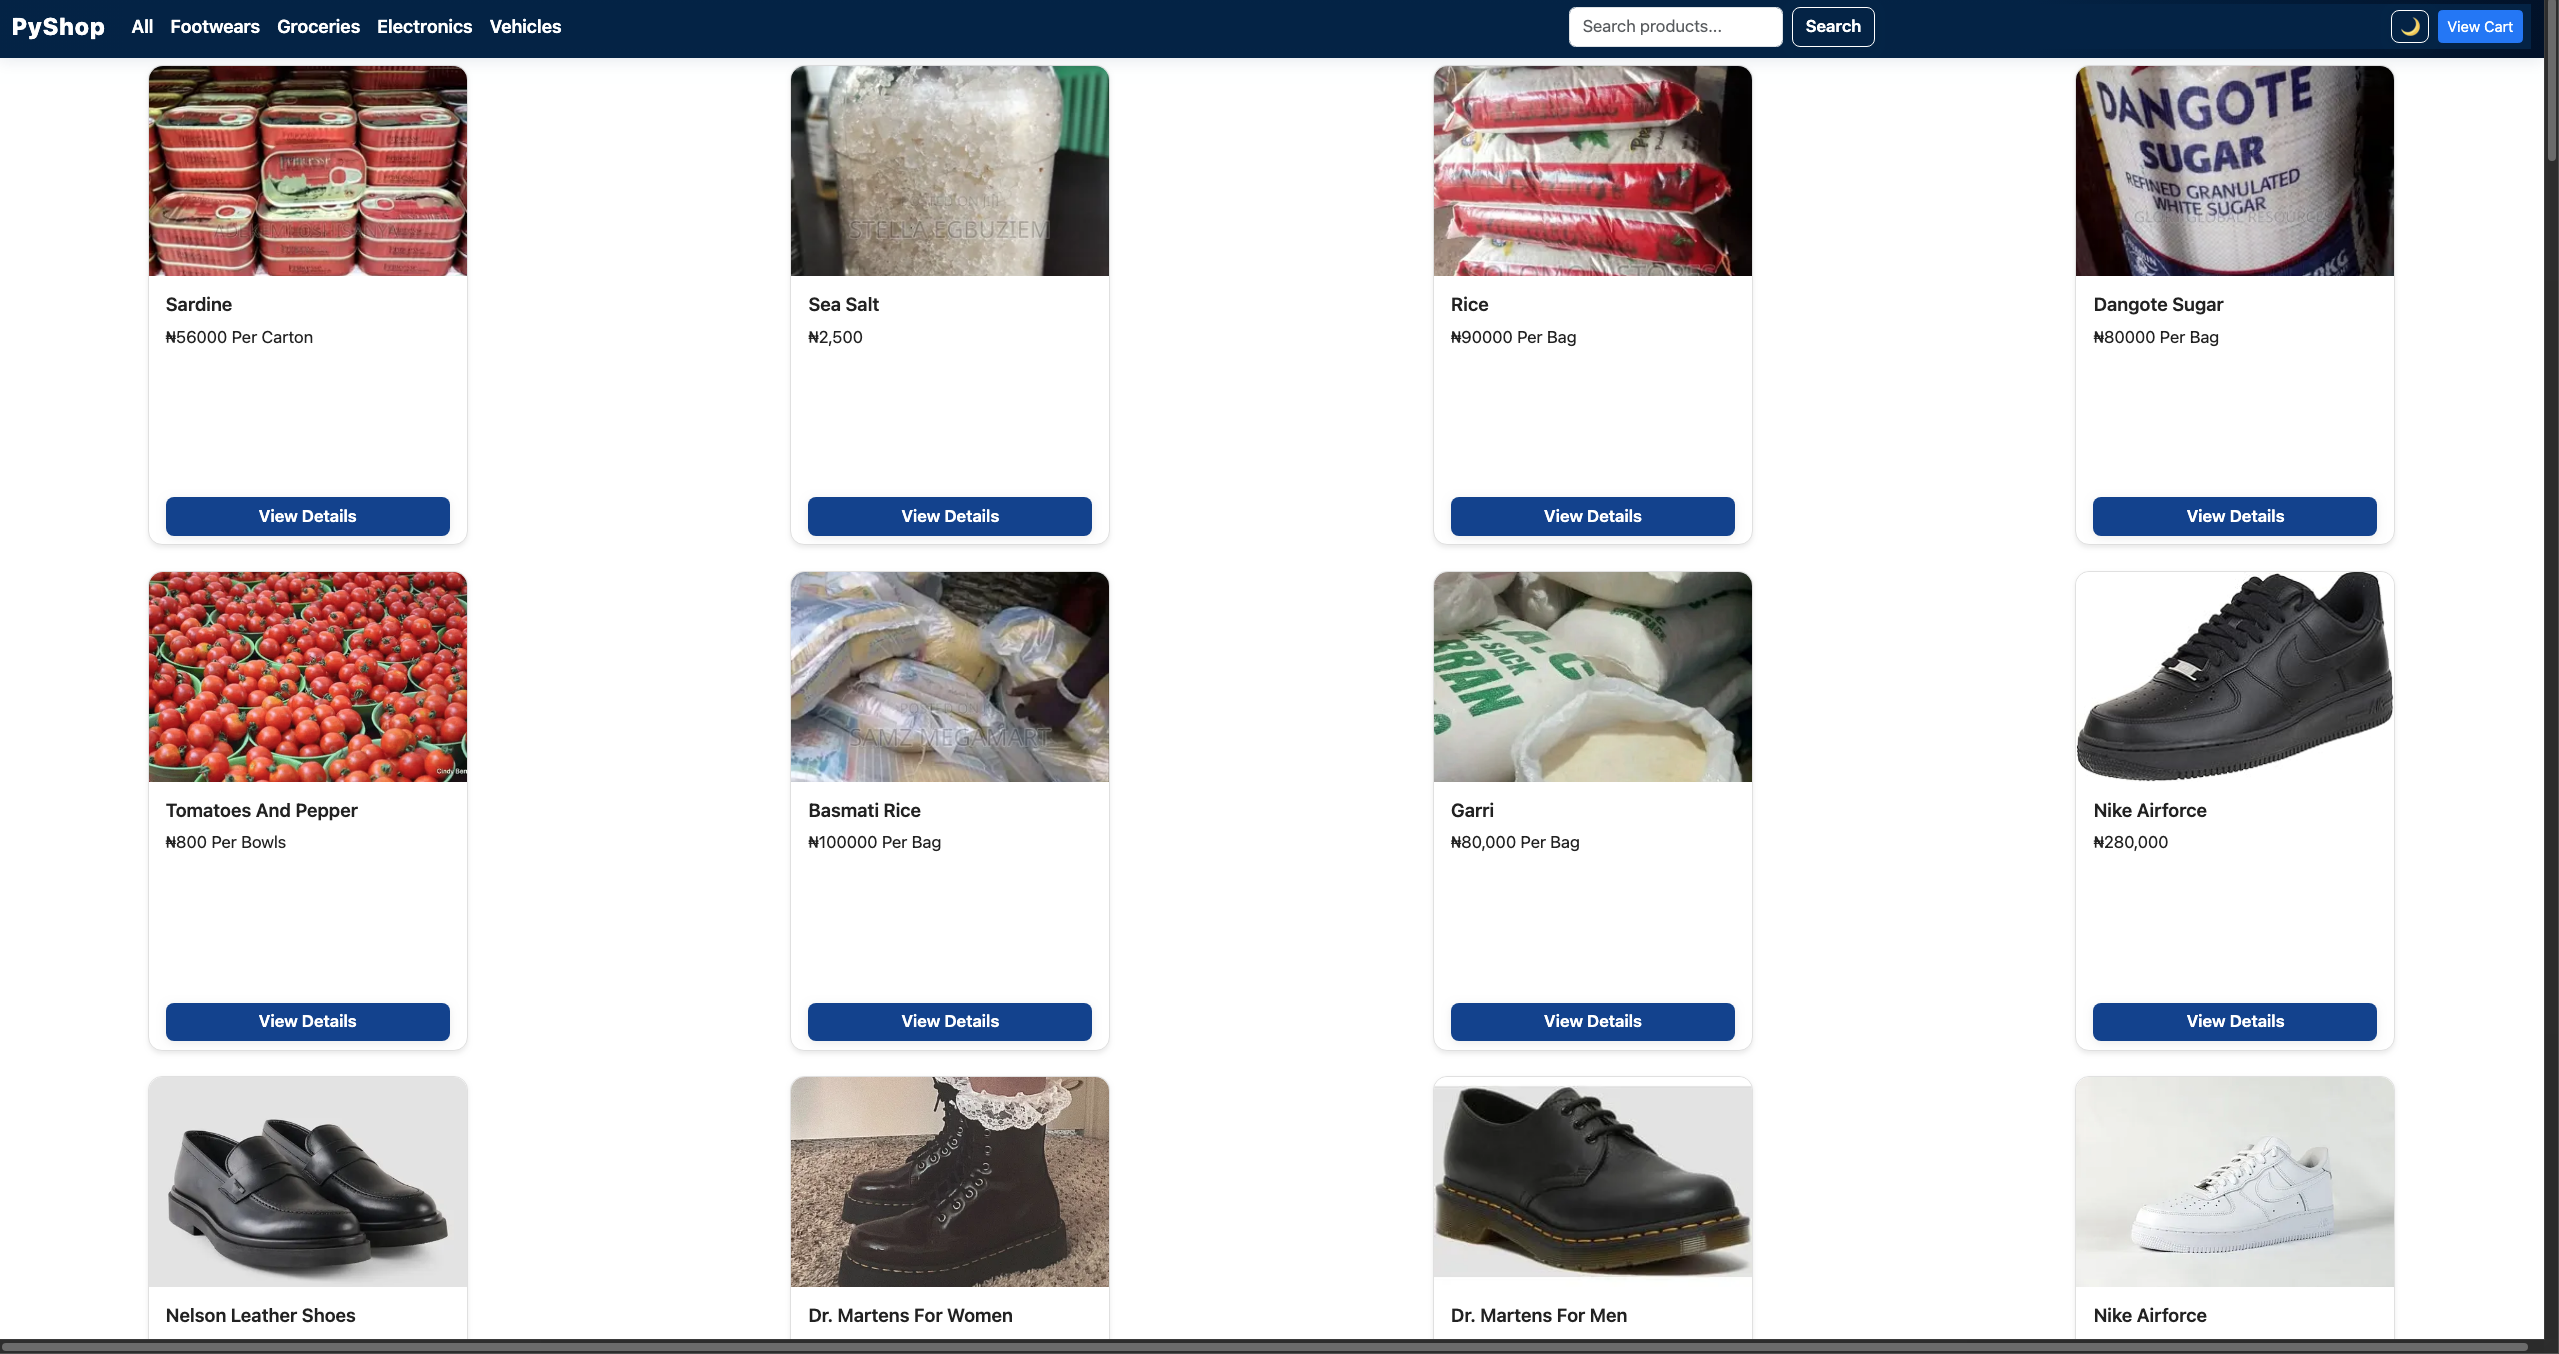 PyShop All Footwears Groceries Electronics Vehicles Search products... Search View Cart
STELLA EGBUZIEM
DANGOTE
SUGAR
REFINED GRANULATED
WHITE SUGAR
Sardine
₦56000 Per Carton
Sea Salt
₦2,500
Rice
₦90000 Per Bag
Dangote Sugar
₦80000 Per Bag
View Details
View Details
View Details
View Details
POSTED ON
SAMZ MEGAMART
SACK
Tomatoes And Pepper
₦800 Per Bowls
Basmati Rice
₦100000 Per Bag
Garri
₦80,000 Per Bag
Nike Airforce
₦280,000
View Details
View Details
View Details
View Details
Nelson Leather Shoes
Dr. Martens For Women
Dr. Martens For Men
Nike Airforce